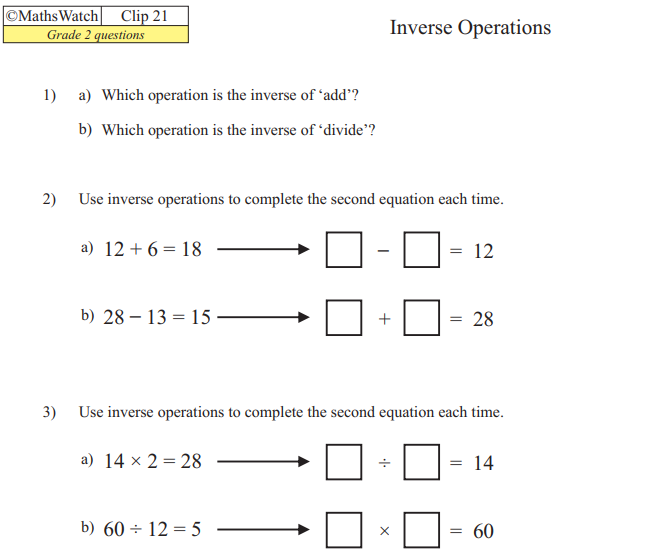 ©MathsWatch Clip 21
Grade 2 questions
Inverse Operations
1) a) Which operation is the inverse of ‘add’?
b) Which operation is the inverse of ‘divide’?
2) Use inverse operations to complete the second equation each time.
a) 12 + 6 = 18 − = 12
b) 28 – 13 = 15 + = 28
3) Use inverse operations to complete the second equation each time.
a) 14 × 2 = 28 ÷ = 14
b) 60 ÷ 12 = 5 × = 60